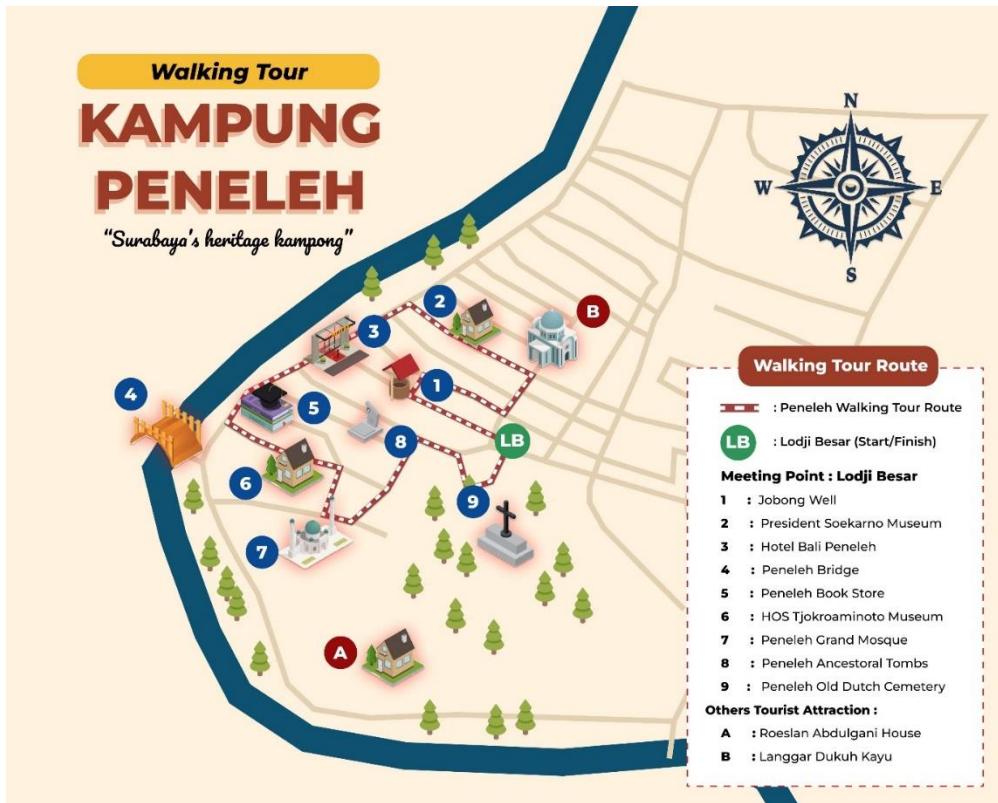 Walking Tour
KAMPUNG
PENELEH
"Surabaya's heritage kampong"
N
W E
S
2
B
3
4
1
5
8
LB
6
9
7
A
Walking Tour Route
: Peneleh Walking Tour Route
LB : Lodji Besar (Start/Finish)
Meeting Point : Lodji Besar
1 : Jobong Well
2 : President Soekarno Museum
3 : Hotel Bali Peneleh
4 : Peneleh Bridge
5 : Peneleh Book Store
6 : HOS Tjokroaminoto Museum
7 : Peneleh Grand Mosque
8 : Peneleh Ancestoral Tombs
9 : Peneleh Old Dutch Cemetery
Others Tourist Attraction :
A : Roeslan Abdulgani House
B : Langgar Dukuh Kayu